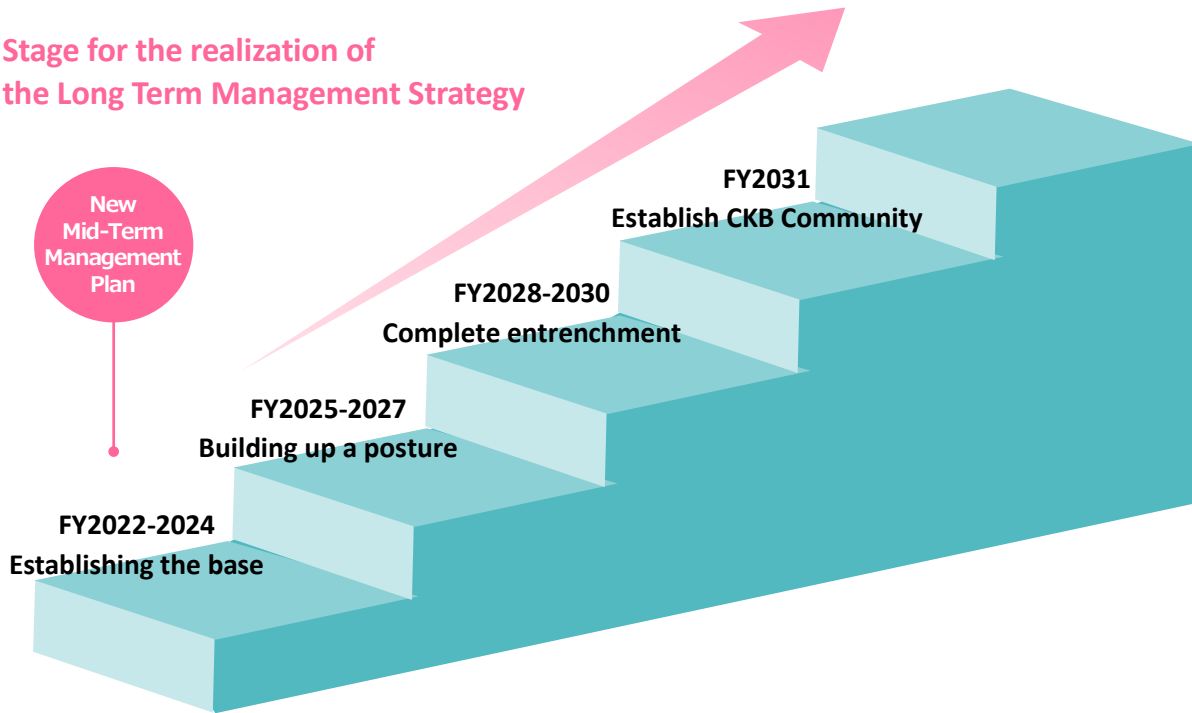 Stage for the realization of
the Long Term Management Strategy
New
Mid-Term
Management
Plan
FY2031
Establish CKB Community
FY2028-2030
Complete entrenchment
FY2025-2027
Building up a posture
FY2022-2024
Establishing the base